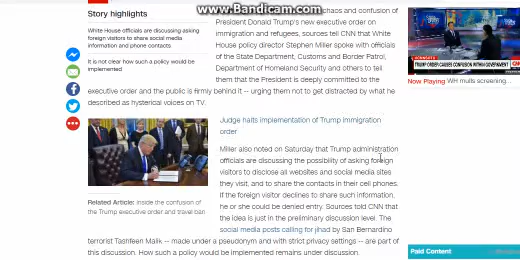 www.Bandicam.com
Story highlights
White House officials are discussing asking
foreign visitors to share social media
information and phone contacts
It is not clear how such a policy would be
implemented
chaos and confusion of
President Donald Trump's new executive order on
immigration and refugees, sources tell CNN that White
House policy director Stephen Miller spoke with officials
of the State Department, Customs and Border Patrol,
Department of Homeland Security and others to tell
them that the President is deeply committed to the
executive order and the public is firmly behind it -- urging them not to get distracted by what he
described as hysterical voices on TV.
Judge halts implementation of Trump immigration
order
Miller also noted on Saturday that Trump administration
officials are discussing the possibility of asking foreign
visitors to disclose all websites and social media sites
they visit, and to share the contacts in their cell phones.
If the foreign visitor declines to share such information,
he or she could be denied entry. Sources told CNN that
the idea is just in the preliminary discussion level. The
social media posts calling for jihad by San Bernardino
terrorist Tashfeen Malik -- made under a pseudonym and with strict privacy settings -- are part of
this discussion. How such a policy would be implemented remains under discussion.
Related Article: Inside the confusion of
the Trump executive order and travel ban
TRUMP ORDER CAUSES CONFUSION WITHIN GOVERNMENT
Now Playing WH mulls screening...
Paid Content